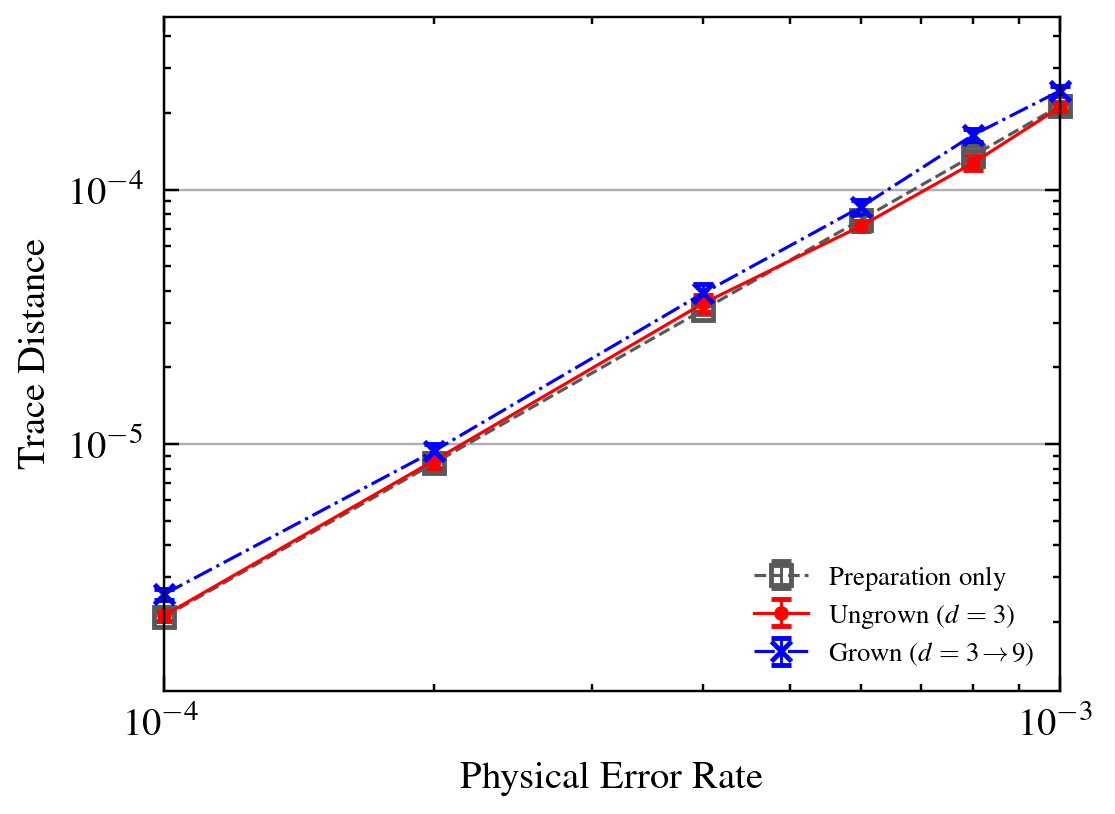 Trace Distance
10⁻⁴
10⁻⁵
Preparation only
Ungrown (d = 3)
Grown (d = 3→9)
10⁻⁴
10⁻³
Physical Error Rate